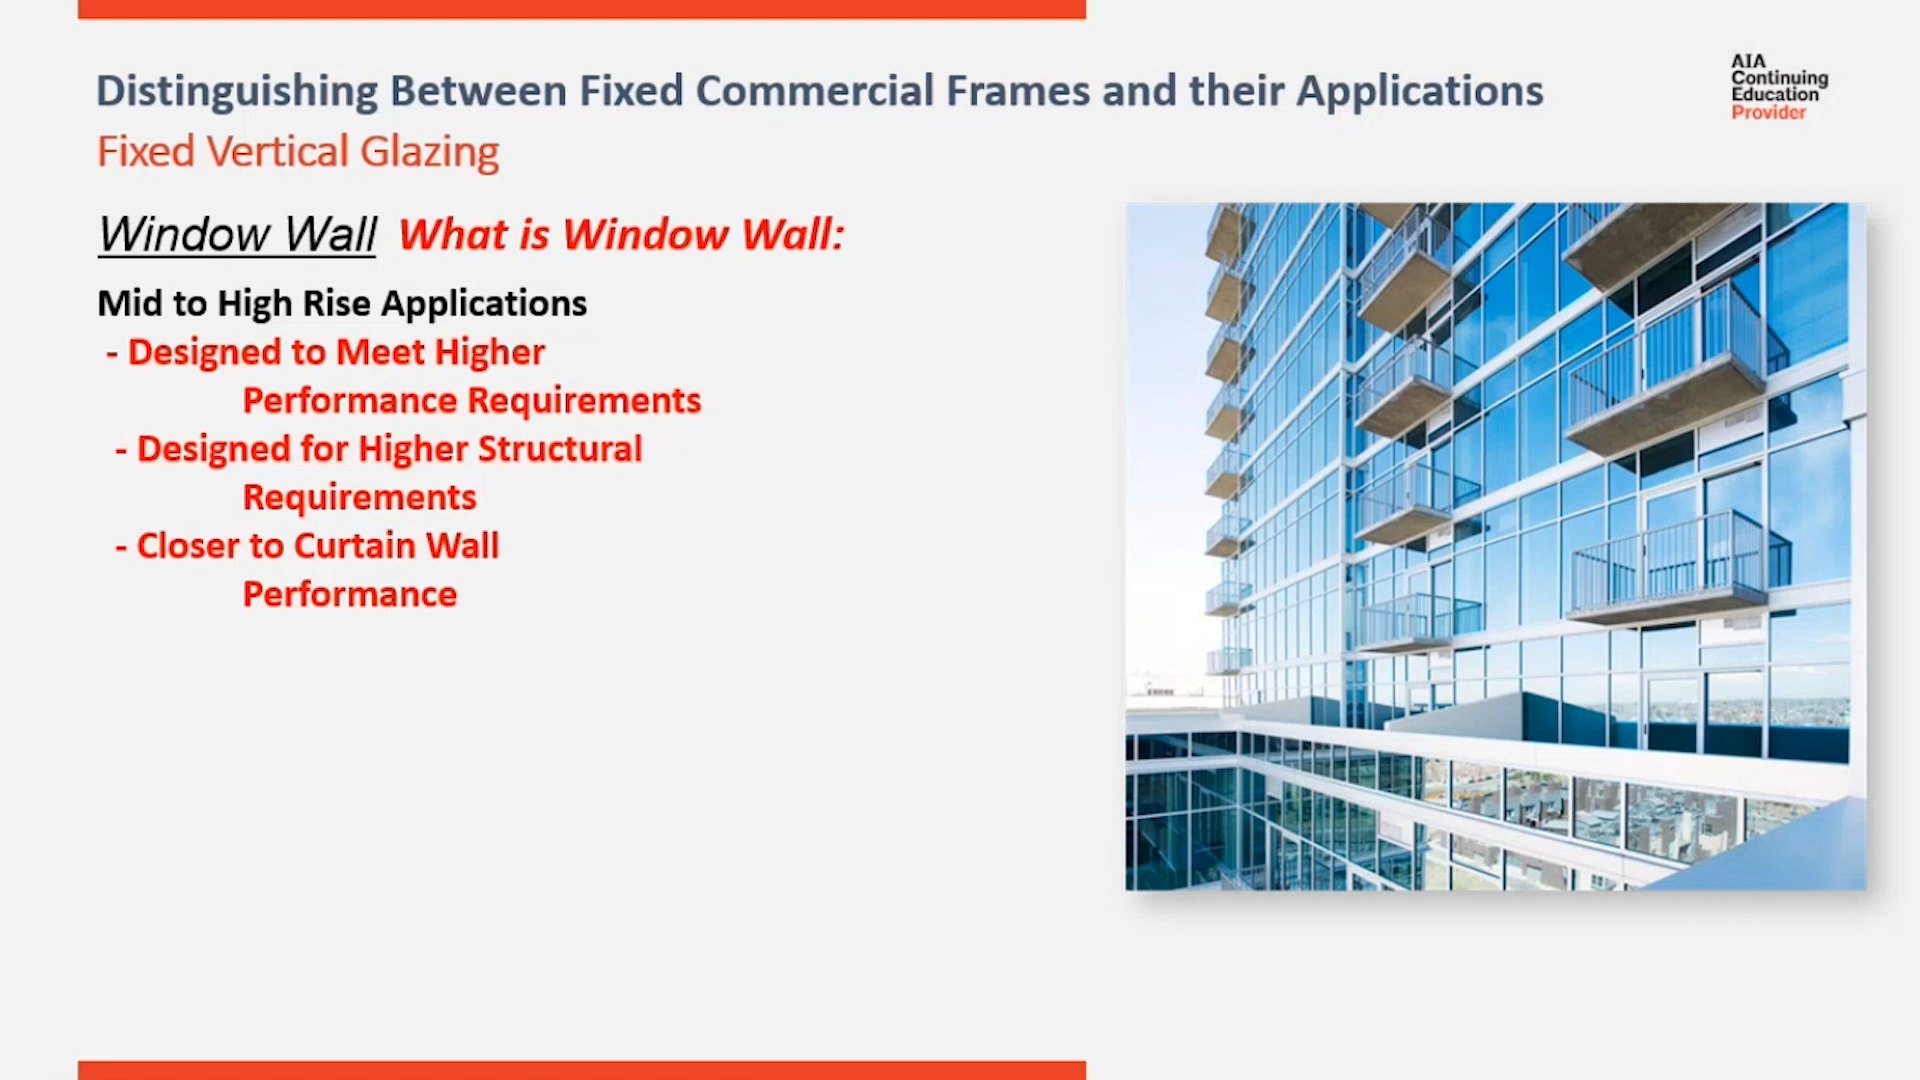 Distinguishing Between Fixed Commercial Frames and their Applications
Fixed Vertical Glazing
AIA
Continuing
Education
Provider
Window Wall What is Window Wall:
Mid to High Rise Applications
- Designed to Meet Higher
Performance Requirements
- Designed for Higher Structural
Requirements
- Closer to Curtain Wall
Performance